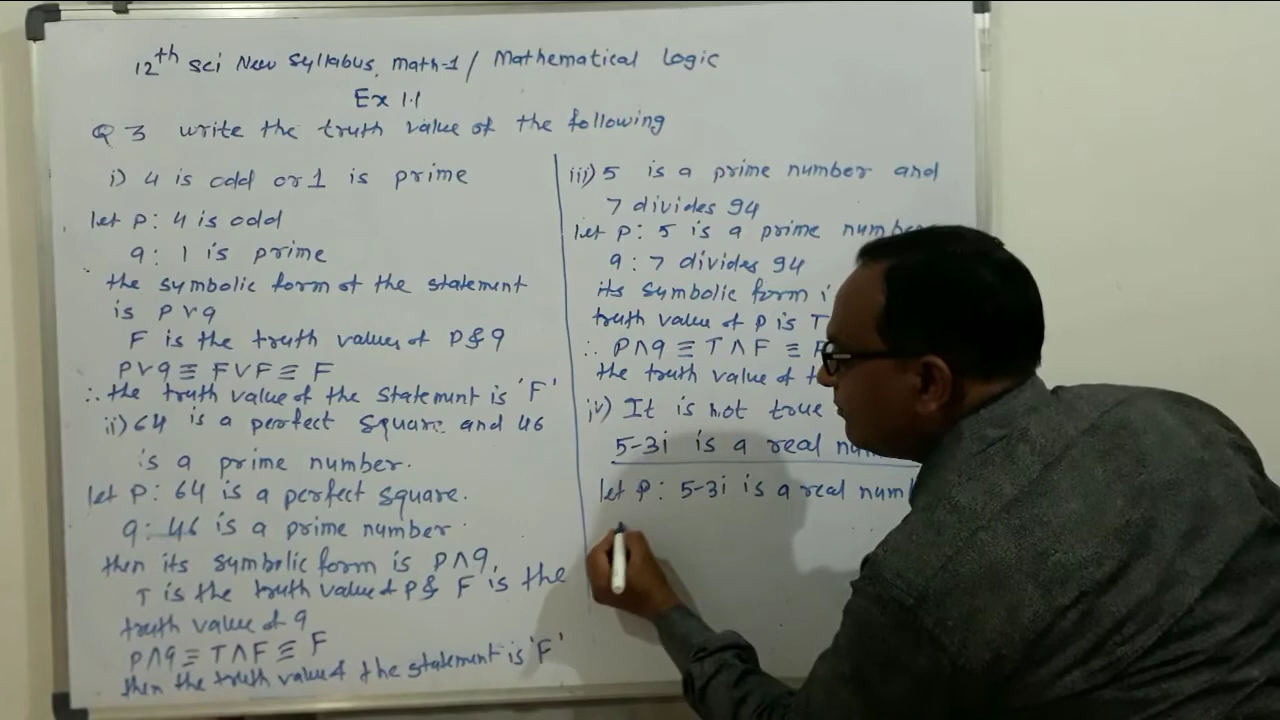 12th sci New Syllabus, math-1 / Mathematical Logic
Ex 1.1
Q 3 write the truth value of the following
i) 4 is odd or 1 is prime
let P: 4 is odd
q: 1 is prime
the symbolic form of the statement
is P ∨ q
F is the truth values of P & q
P∨q ≡ F∨F ≡ F
∴ the truth value of the statement is 'F'
ii) 64 is a perfect square and 46
is a prime number.
let P: 64 is a perfect square.
q: 46 is a prime number.
then its symbolic form is P∧q,
T is the truth value of P & F is the
truth value of q
P∧q ≡ T∧F ≡ F
then the truth value of the statement is 'F'
iii) 5 is a prime number and
7 divides 94
let P: 5 is a prime
q: 7 divides 94
its symbolic form
truth value of P is T
∴ P∧q ≡ T∧F ≡
the truth value of
iv) It is not true
5-3i is a real
let P: 5-3i is a real